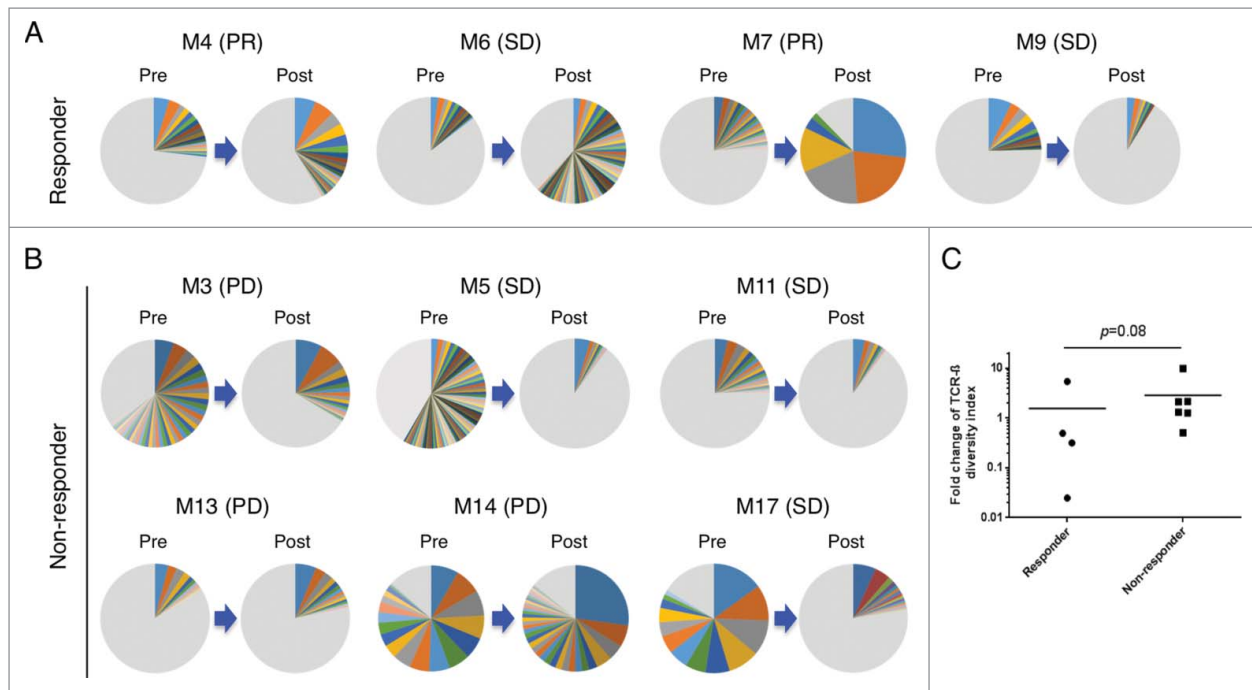 A
M4 (PR)
M6 (SD)
M7 (PR)
M9 (SD)
Pre
Post
Pre
Post
Pre
Post
Pre
Post
Responder
B
M3 (PD)
M5 (SD)
M11 (SD)
Pre
Post
Pre
Post
Pre
Post
M13 (PD)
M14 (PD)
M17 (SD)
Pre
Post
Pre
Post
Pre
Post
Non-responder
C
p=0.08
Fold change of TCR-ß
diversity index
10
1
0.1
0.01
Responder
Non-responder